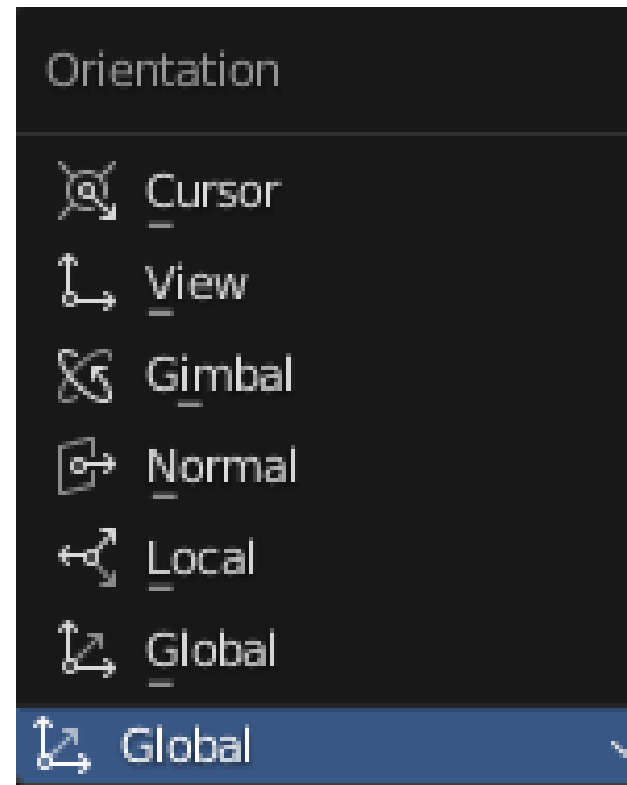 Orientation
Cursor
View
Gimbal
Normal
Local
Global
Global